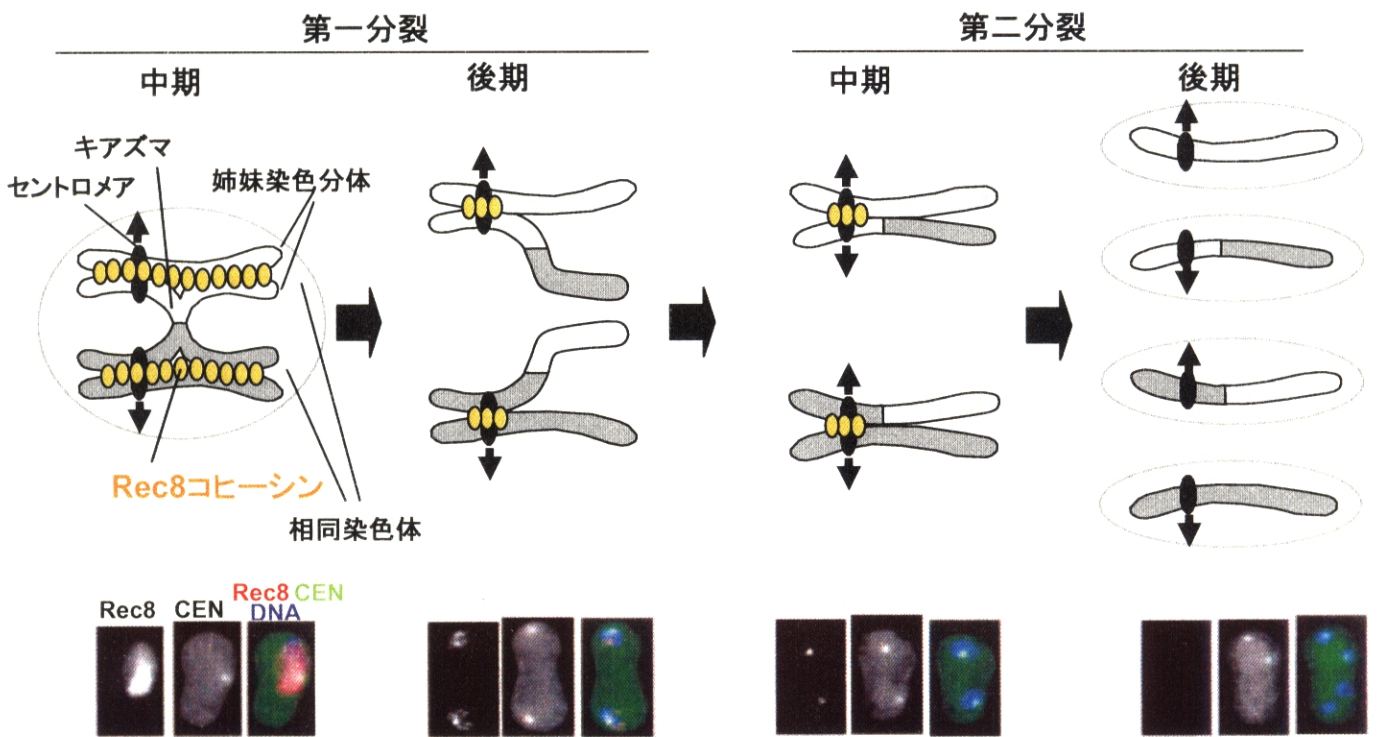 第一分裂
第二分裂
中期
後期
中期
後期
キアズマ
セントロメア
姉妹染色分体
Rec8コヒーシン
相同染色体
Rec8
CEN
Rec8 CEN
DNA